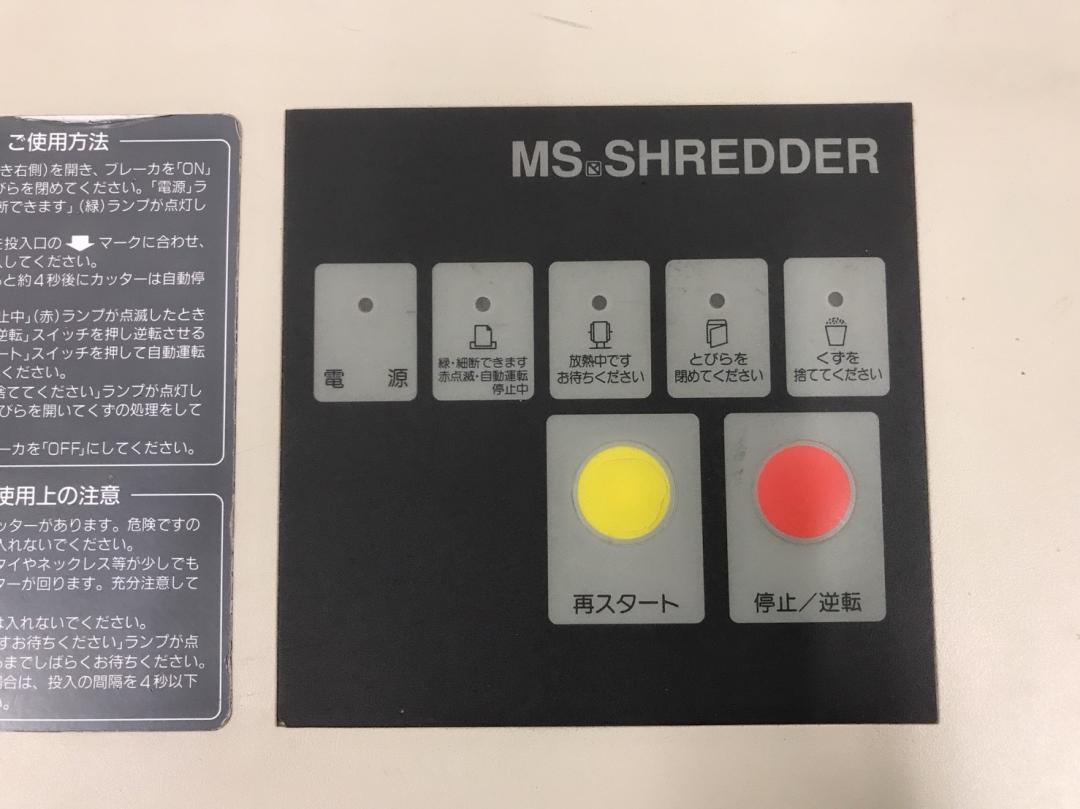 ご使用方法
き右側)を開き、ブレーカを「ON」
びらを閉めてください。「電源」ラ
断できます」(緑)ランプが点灯し
を投入口の マークに合わせ、
してください。
と約4秒後にカッターは自動停
止中」(赤)ランプが点滅したとき
逆転」スイッチを押し逆転させる
ート」スイッチを押して自動運転
ください。
捨ててください」ランプが点灯し
びらを開いてくずの処理をして
ーカを「OFF」にしてください。
使用上の注意
ッターがあります。危険ですの
入れないでください。
タイやネックレス等が少しでも
ターが回ります。充分注意して
は入れないでください。
すお待ちください」ランプが点
るまでしばらくお待ちください。
場合は、投入の間隔を4秒以下
い。
MS SHREDDER
電 源
緑・細断できます
赤点滅・自動運転
停止中
放熱中です
お待ちください
とびらを
閉めてください
くずを
捨ててください
再スタート
停止/逆転